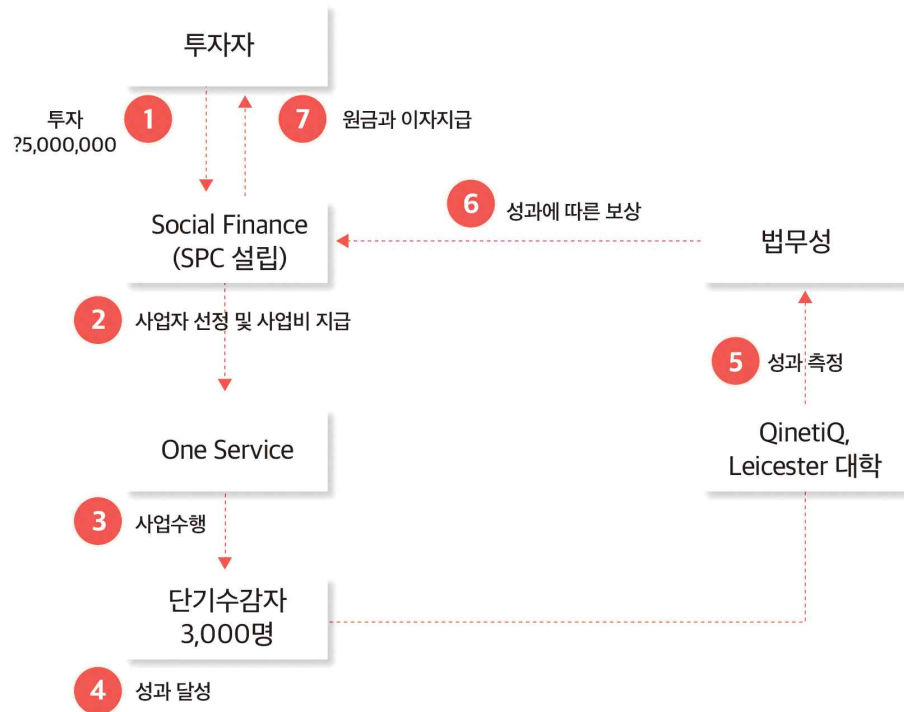 투자자
투자
?5,000,000
1
7
원금과 이자지급
Social Finance
(SPC 설립)
6
성과에 따른 보상
법무성
2
사업자 선정 및 사업비 지급
5
성과 측정
One Service
QinetiQ,
Leicester 대학
3
사업수행
단기수감자
3,000명
4
성과 달성